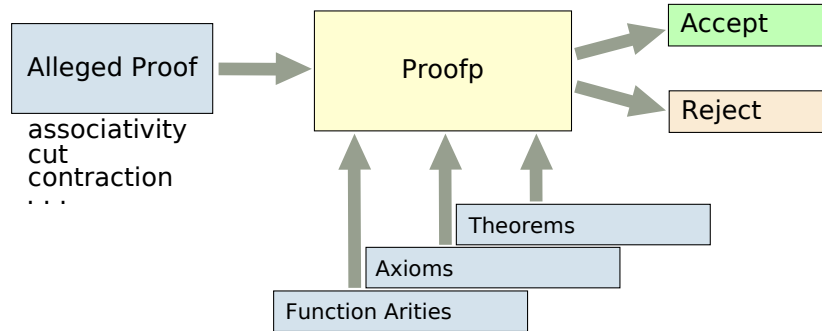 Alleged Proof
associativity
cut
contraction
. . .
Proofp
Accept
Reject
Theorems
Axioms
Function Arities